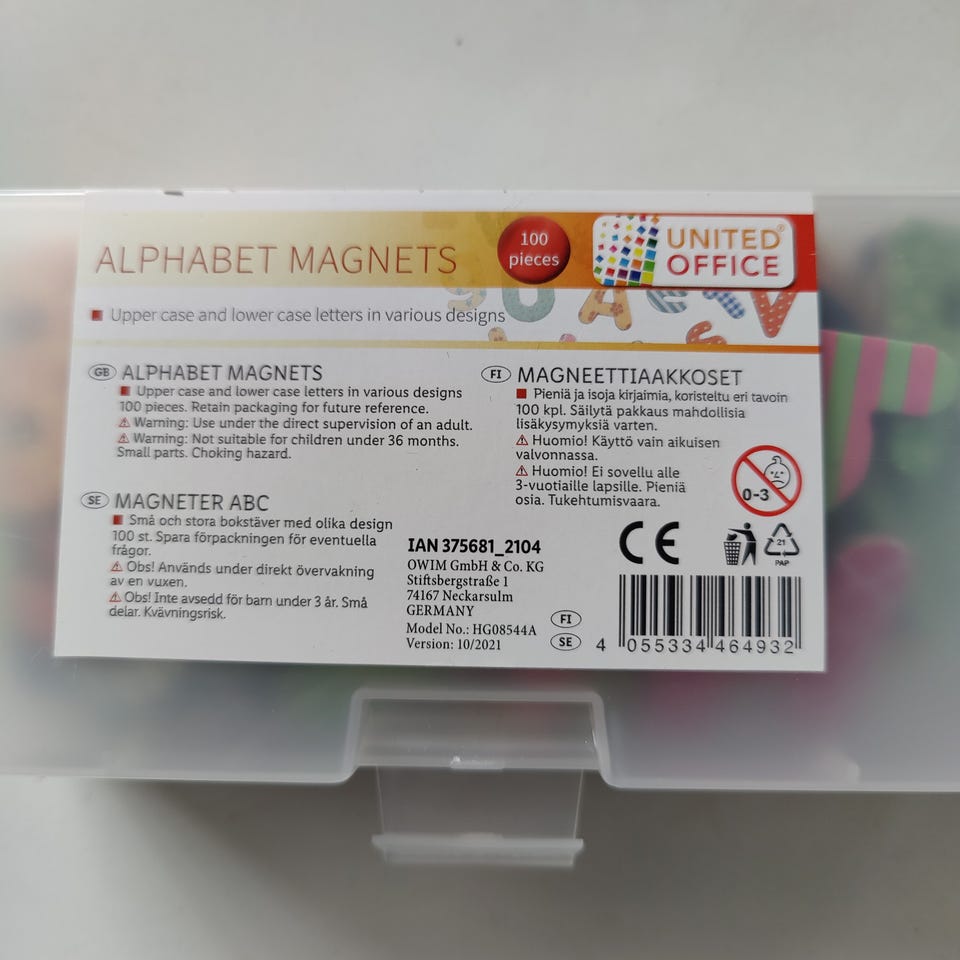 ALPHABET MAGNETS
100
pieces
UNITED
OFFICE
Upper case and lower case letters in various designs
GB ALPHABET MAGNETS
Upper case and lower case letters in various designs
100 pieces. Retain packaging for future reference.
Warning: Use under the direct supervision of an adult.
Warning: Not suitable for children under 36 months.
Small parts. Choking hazard.
SE MAGNETER ABC
Små och stora bokstäver med olika design
100 st. Spara förpackningen för eventuella
frågor.
Obs! Används under direkt övervakning
av en vuxen.
Obs! Inte avsedd för barn under 3 år. Små
delar. Kvävningsrisk.
FI MAGNEETTIAAKKOSET
Pieniä ja isoja kirjaimia, koristeltu eri tavoin
100 kpl. Säilytä pakkaus mahdollisia
lisäkysymyksiä varten.
Huomio! Käyttö vain aikuisen
valvonnassa.
Huomio! Ei sovellu alle
3-vuotiaille lapsille. Pieniä
osia. Tukehtumisvaara.
0-3
IAN 375681_2104
OWIM GmbH & Co. KG
Stiftsbergstraße 1
74167 Neckarsulm
GERMANY
Model No.: HG08544A
Version: 10/2021
FI
SE
CE
21
PAP
4 055334 464932